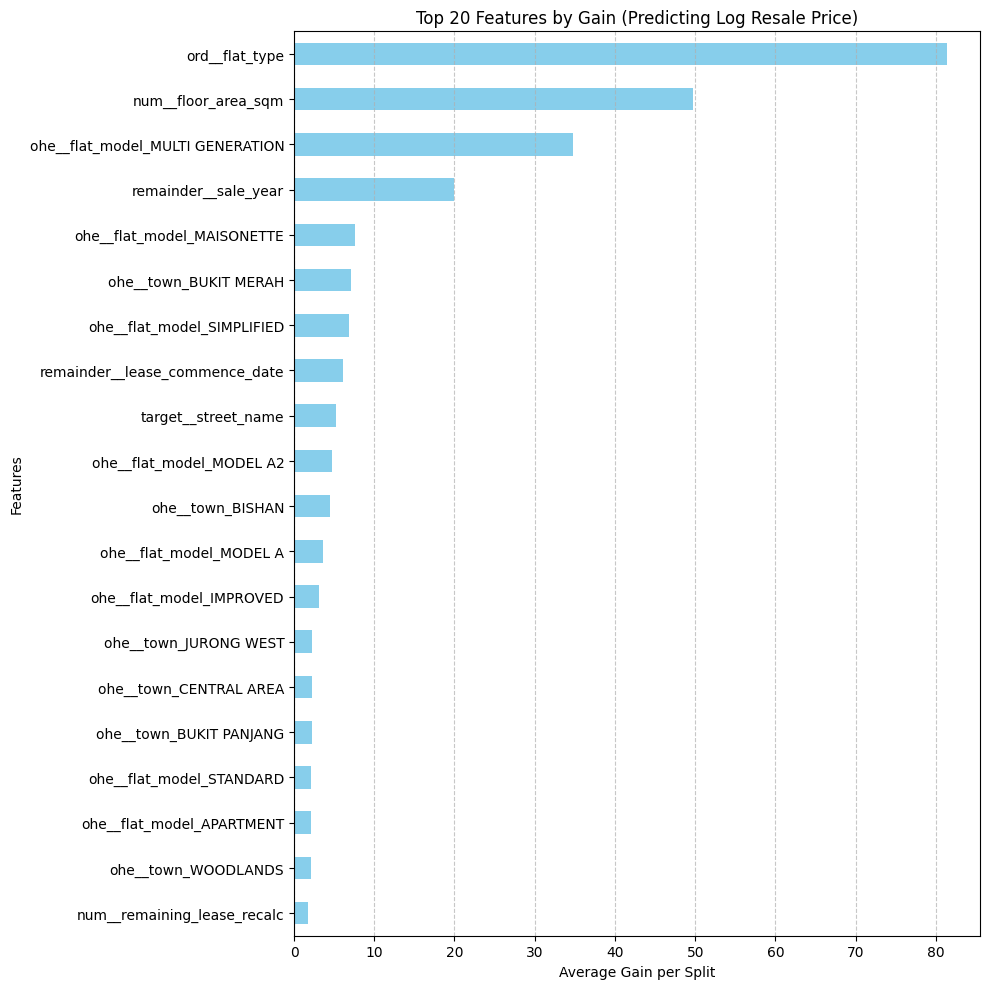 Top 20 Features by Gain (Predicting Log Resale Price)
ord__flat_type
num__floor_area_sqm
ohe__flat_model_MULTI GENERATION
remainder__sale_year
ohe__flat_model_MAISONETTE
ohe__town_BUKIT MERAH
ohe__flat_model_SIMPLIFIED
remainder__lease_commence_date
target__street_name
ohe__flat_model_MODEL A2
ohe__town_BISHAN
ohe__flat_model_MODEL A
ohe__flat_model_IMPROVED
ohe__town_JURONG WEST
ohe__town_CENTRAL AREA
ohe__town_BUKIT PANJANG
ohe__flat_model_STANDARD
ohe__flat_model_APARTMENT
ohe__town_WOODLANDS
num__remaining_lease_recalc
Features
0 10 20 30 40 50 60 70 80
Average Gain per Split